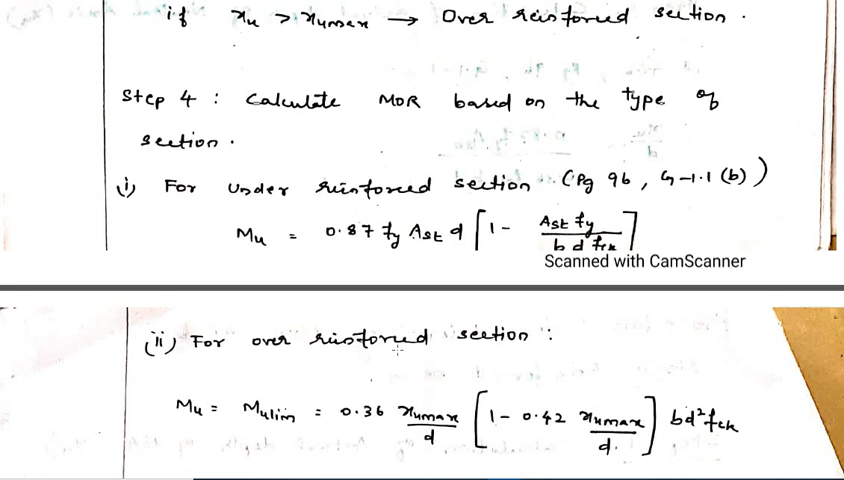 if xu > xumax → Over reinforced section.
Step 4 : Calculate MOR based on the type of
section.
(i) For Under reinforced section (Pg 96, G-1.1(b))
Mu = 0.87 fy Ast d [1 - Ast fy / b d fck]
Scanned with CamScanner
(ii) For over reinforced section :
Mu = Mulim = 0.36 xumax/d [1 - 0.42 xumax/d.] bd²fck